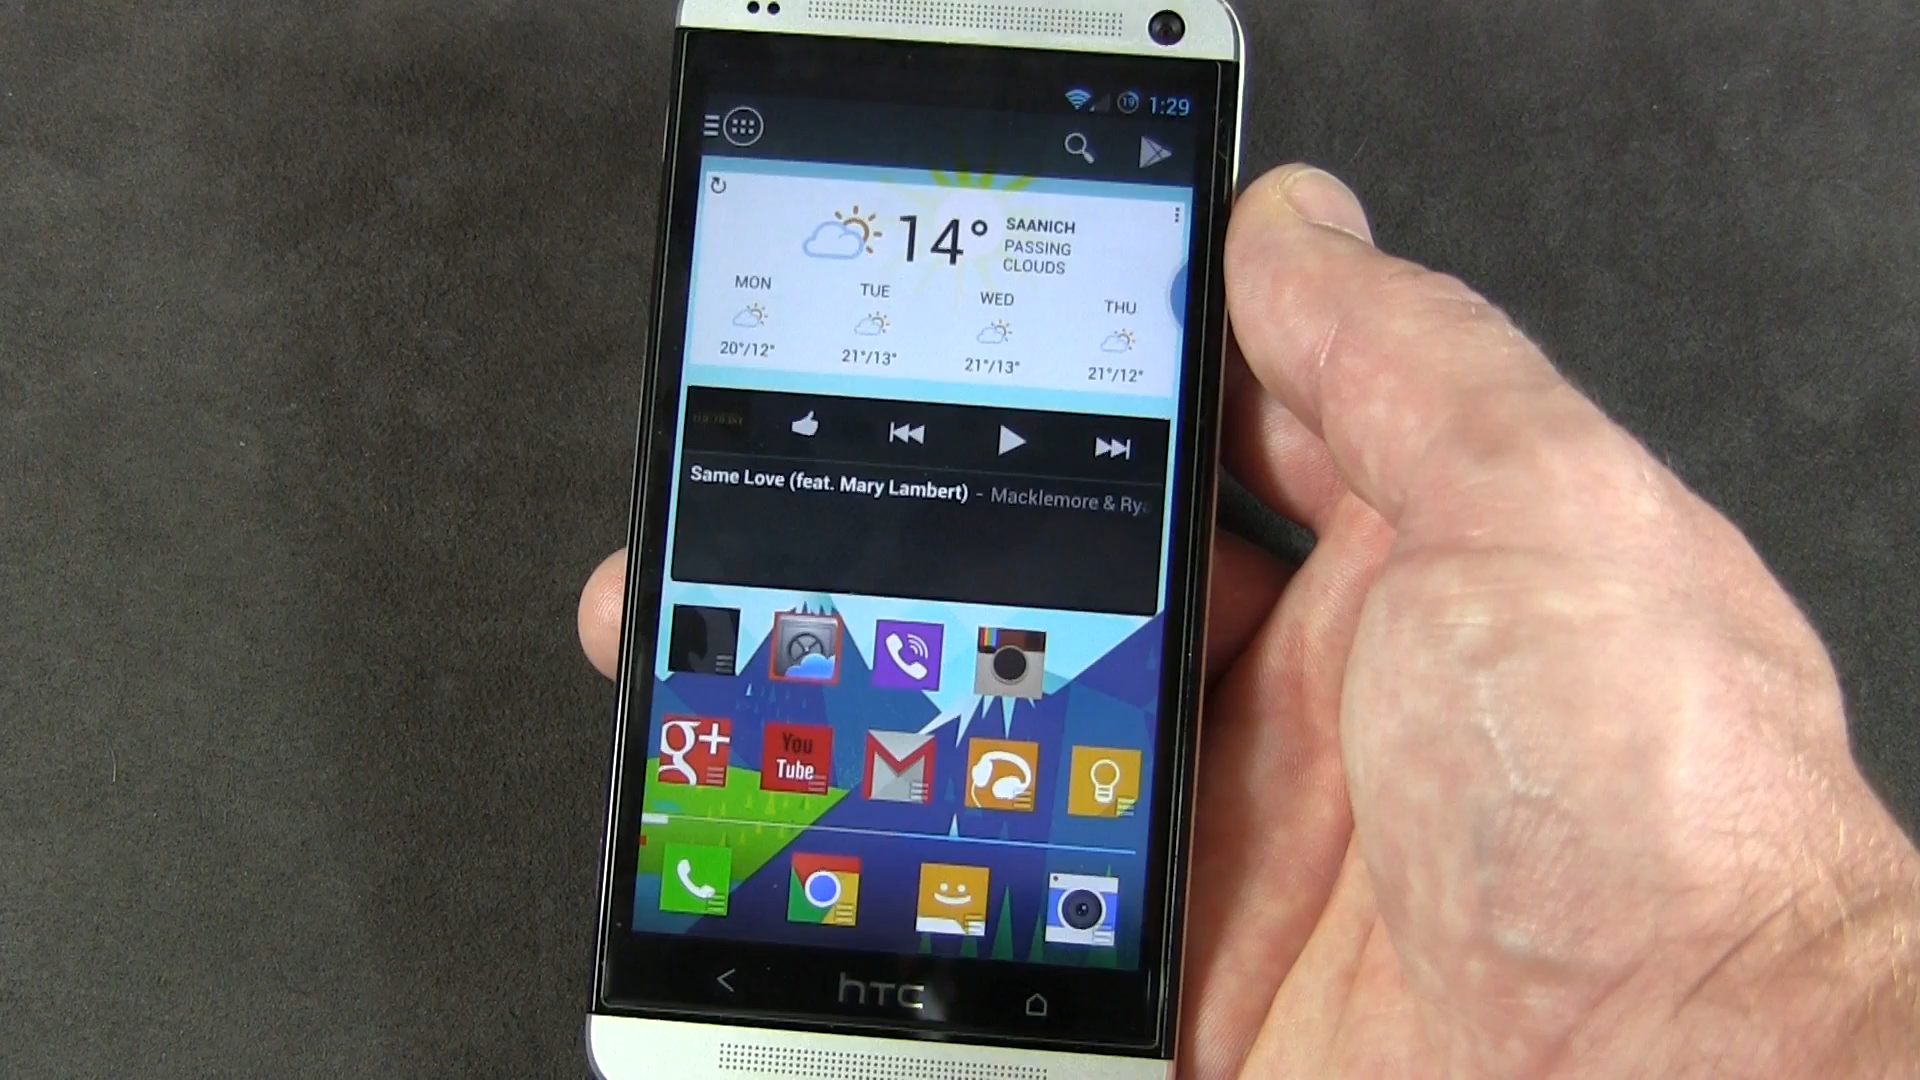 19 1:29
14° SAANICH
PASSING
CLOUDS
MON TUE WED THU
20°/12° 21°/13° 21°/13° 21°/12°
Same Love (feat. Mary Lambert) - Macklemore & Ry
g+ You
Tube
hTC